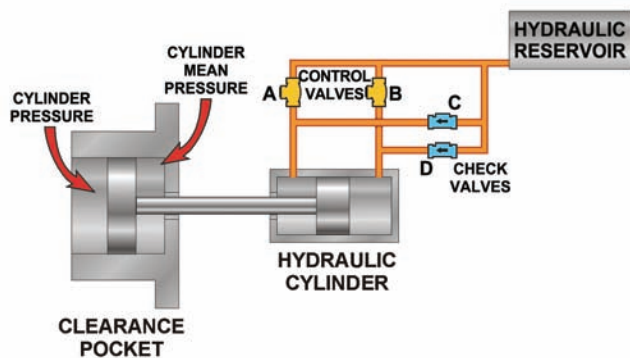 HYDRAULIC
RESERVOIR
CYLINDER
MEAN
PRESSURE
CYLINDER
PRESSURE
A
CONTROL
VALVES
B
C
D
CHECK
VALVES
HYDRAULIC
CYLINDER
CLEARANCE
POCKET